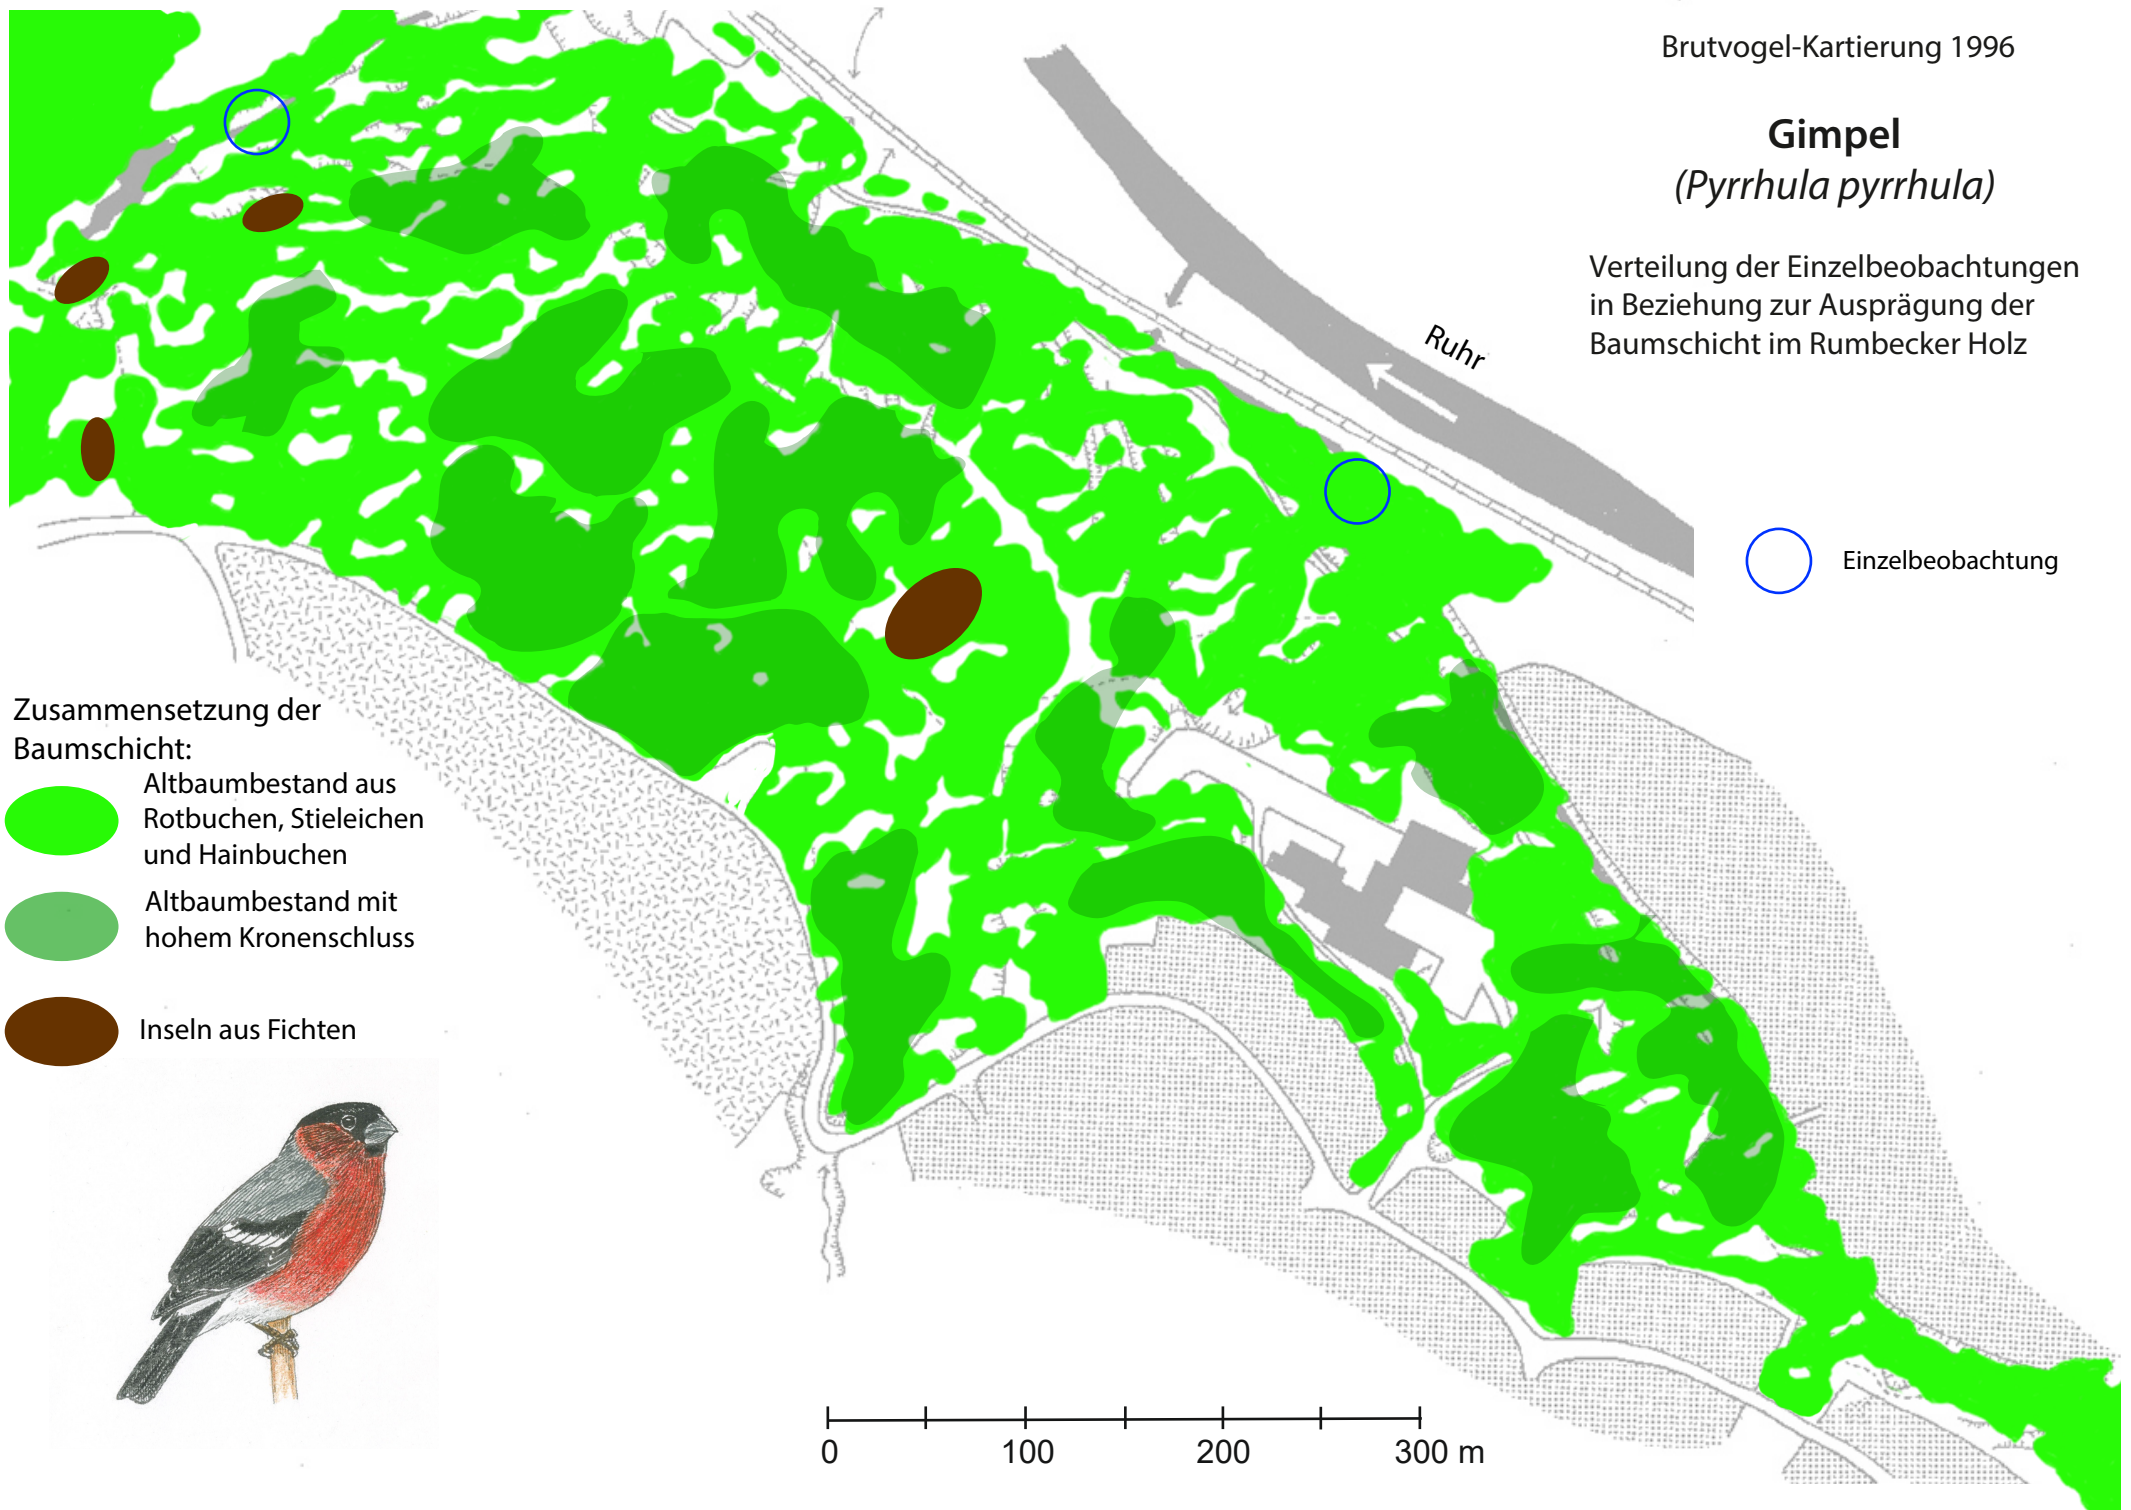 Brutvogel-Kartierung 1996
Gimpel
(Pyrrhula pyrrhula)
Verteilung der Einzelbeobachtungen
in Beziehung zur Ausprägung der
Baumschicht im Rumbecker Holz
Ruhr
Einzelbeobachtung
Zusammensetzung der
Baumschicht:
Altbaumbestand aus
Rotbuchen, Stieleichen
und Hainbuchen
Altbaumbestand mit
hohem Kronenschluss
Inseln aus Fichten
0 100 200 300 m